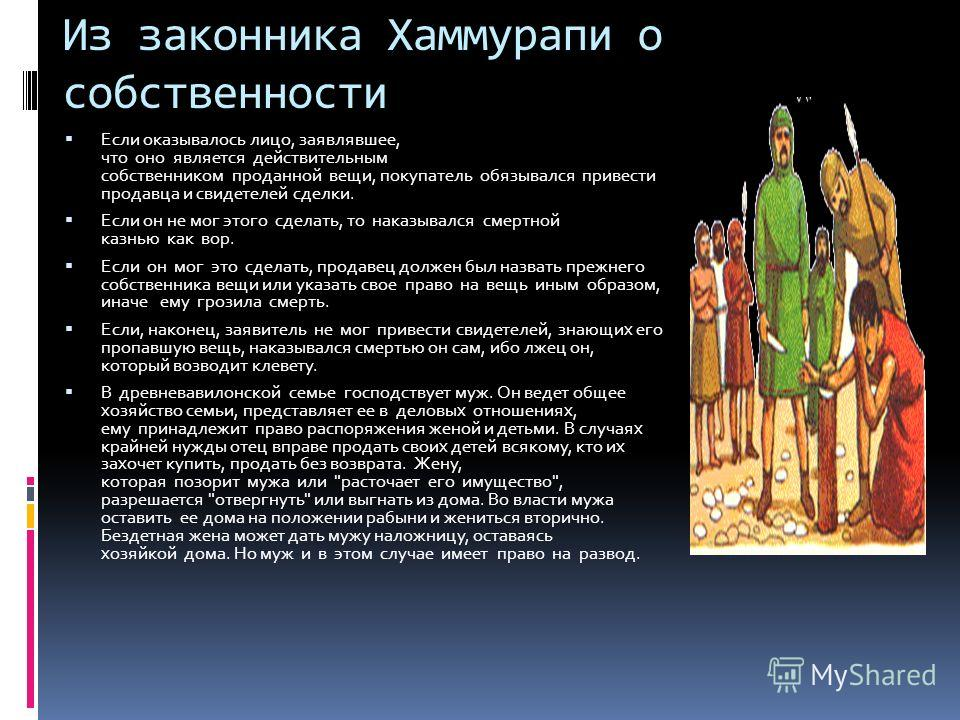 Из законника Хаммурапи о
собственности
Если оказывалось лицо, заявлявшее,
что оно является действительным
собственником проданной вещи, покупатель обязывался привести
продавца и свидетелей сделки.
Если он не мог этого сделать, то наказывался смертной
казнью как вор.
Если он мог это сделать, продавец должен был назвать прежнего
собственника вещи или указать свое право на вещь иным образом,
иначе ему грозила смерть.
Если, наконец, заявитель не мог привести свидетелей, знающих его
пропавшую вещь, наказывался смертью он сам, ибо лжец он,
который возводит клевету.
В древневавилонской семье господствует муж. Он ведет общее
хозяйство семьи, представляет ее в деловых отношениях,
ему принадлежит право распоряжения женой и детьми. В случаях
крайней нужды отец вправе продать своих детей всякому, кто их
захочет купить, продать без возврата. Жену,
которая позорит мужа или "расточает его имущество",
разрешается "отвергнуть" или выгнать из дома. Во власти мужа
оставить ее дома на положении рабыни и жениться вторично.
Бездетная жена может дать мужу наложницу, оставаясь
хозяйкой дома. Но муж и в этом случае имеет право на развод.
MyShared